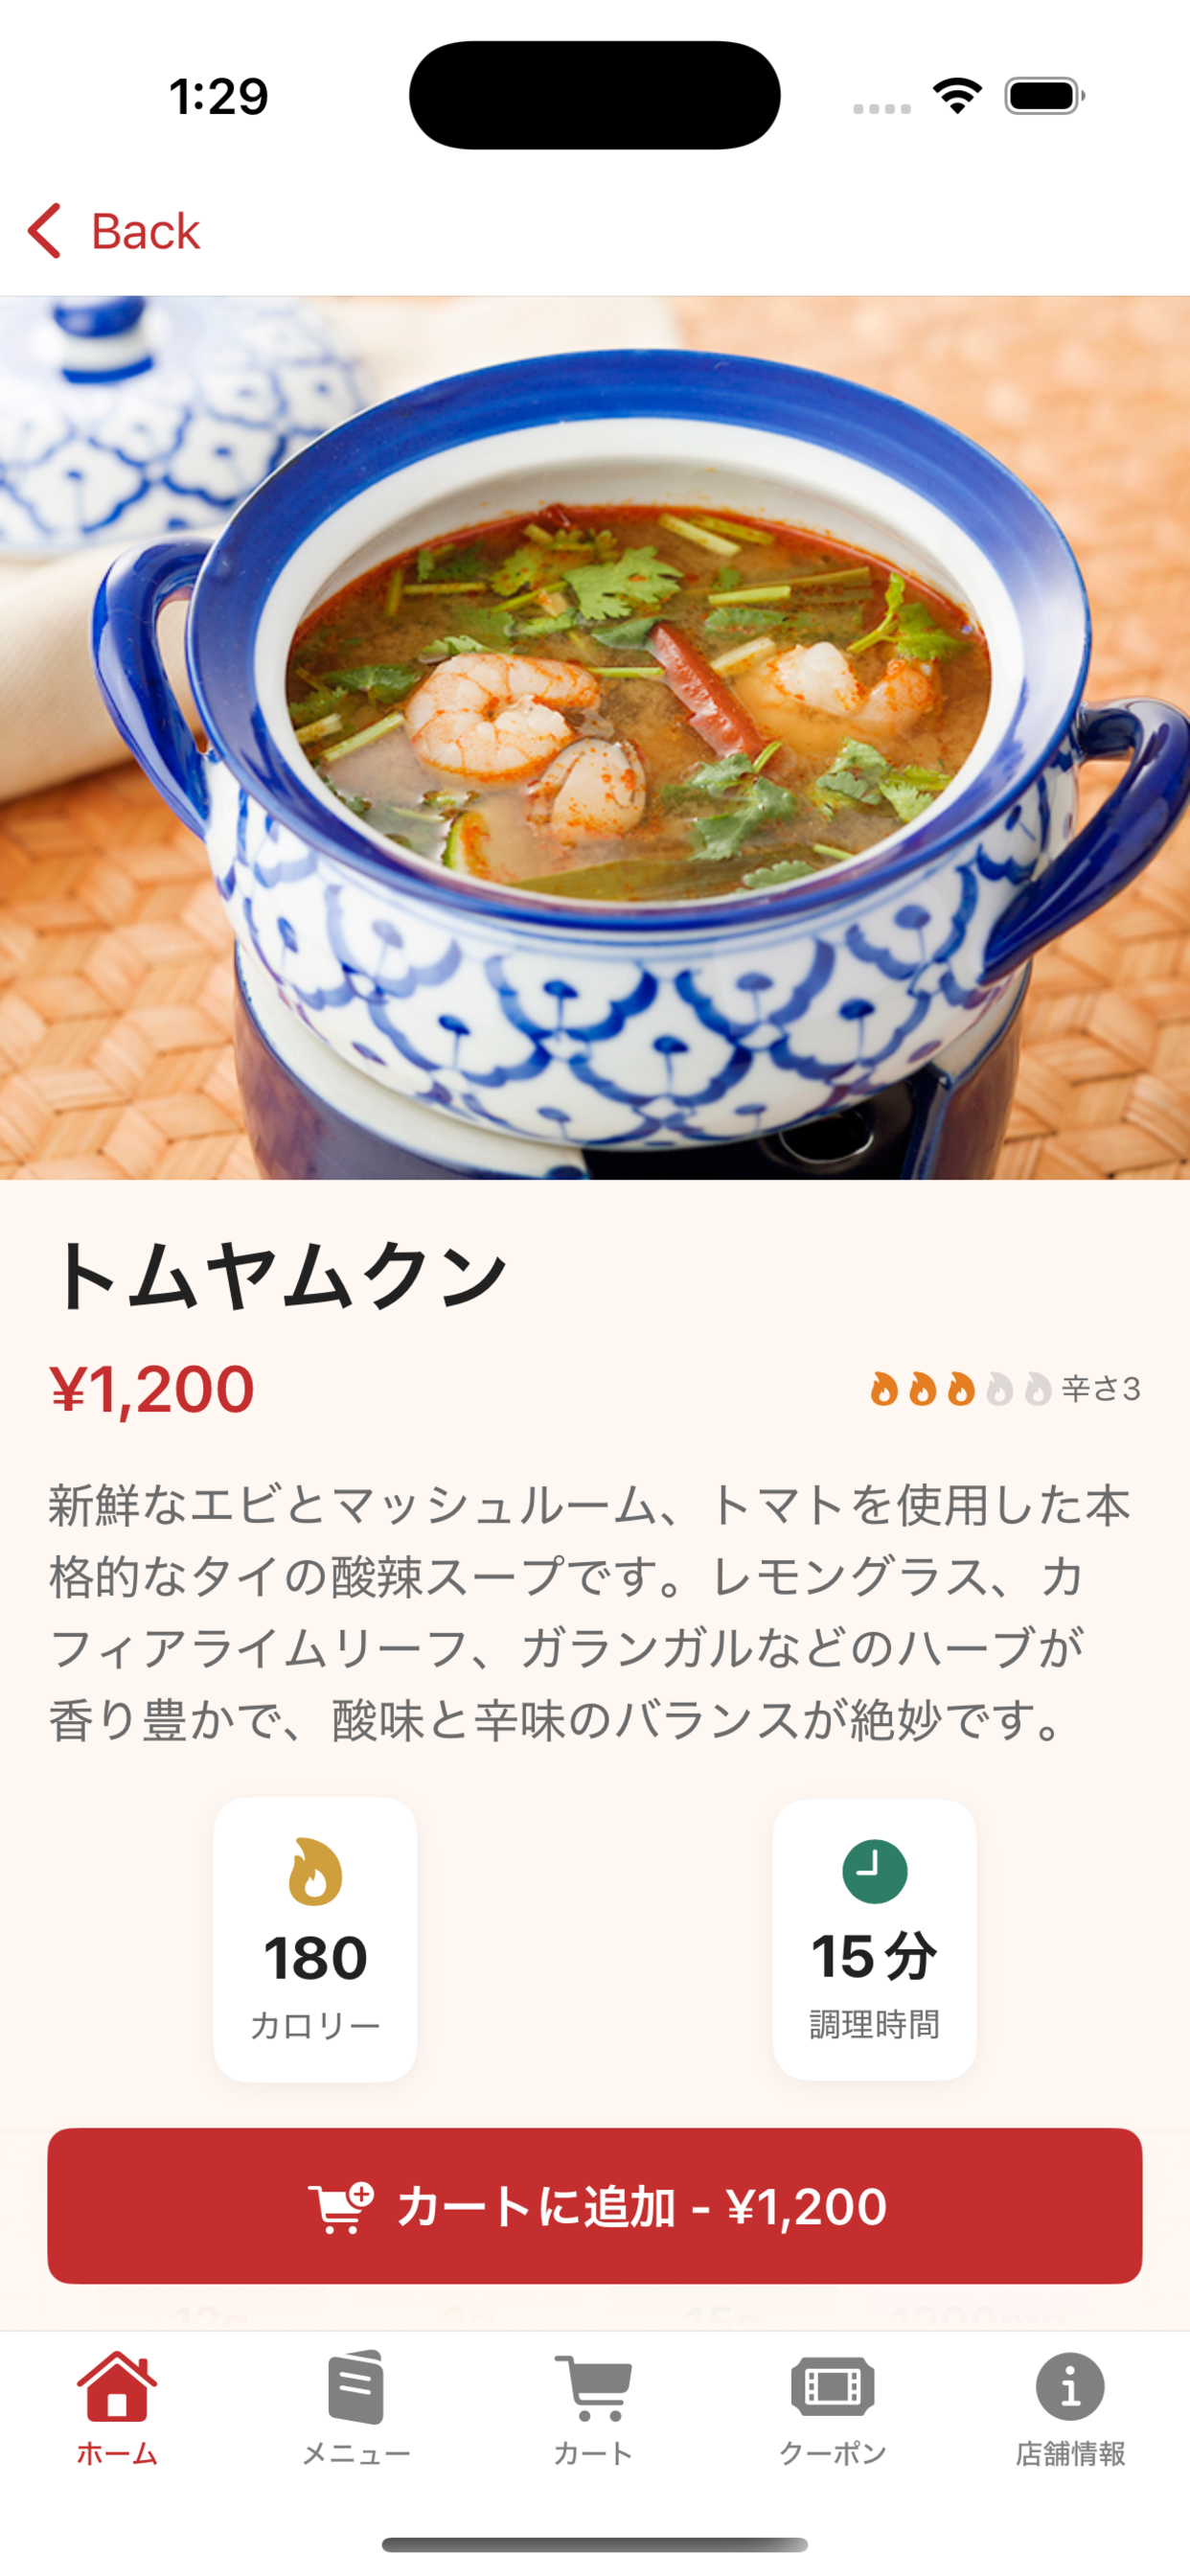 1:29
Back
トムヤムクン
¥1,200
辛さ3
新鮮なエビとマッシュルーム、トマトを使用した本
格的なタイの酸辣スープです。レモングラス、カ
フィアライムリーフ、ガランガルなどのハーブが
香り豊かで、酸味と辛味のバランスが絶妙です。
180
カロリー
15分
調理時間
カートに追加 - ¥1,200
12g 8g 15g 1200mg
ホーム メニュー カート クーポン 店舗情報